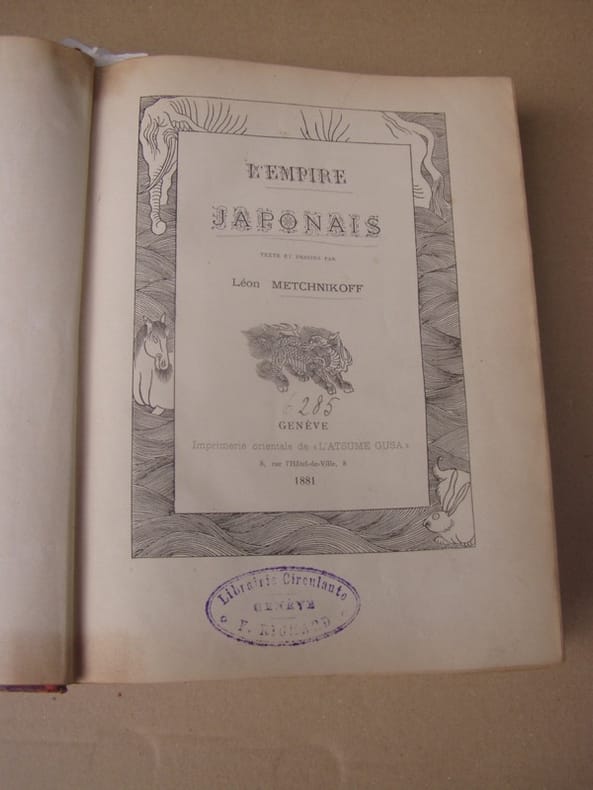 L'EMPIRE
JAPONAIS
TEXTE ET DESSINS PAR
Léon METCHNIKOFF
285
GENÈVE
Imprimerie orientale de «L'ATSUME GUSA»
8, rue l'Hôtel-de-Ville, 8
1881
Librairie Circulante
GENÈVE
F. RICHARD